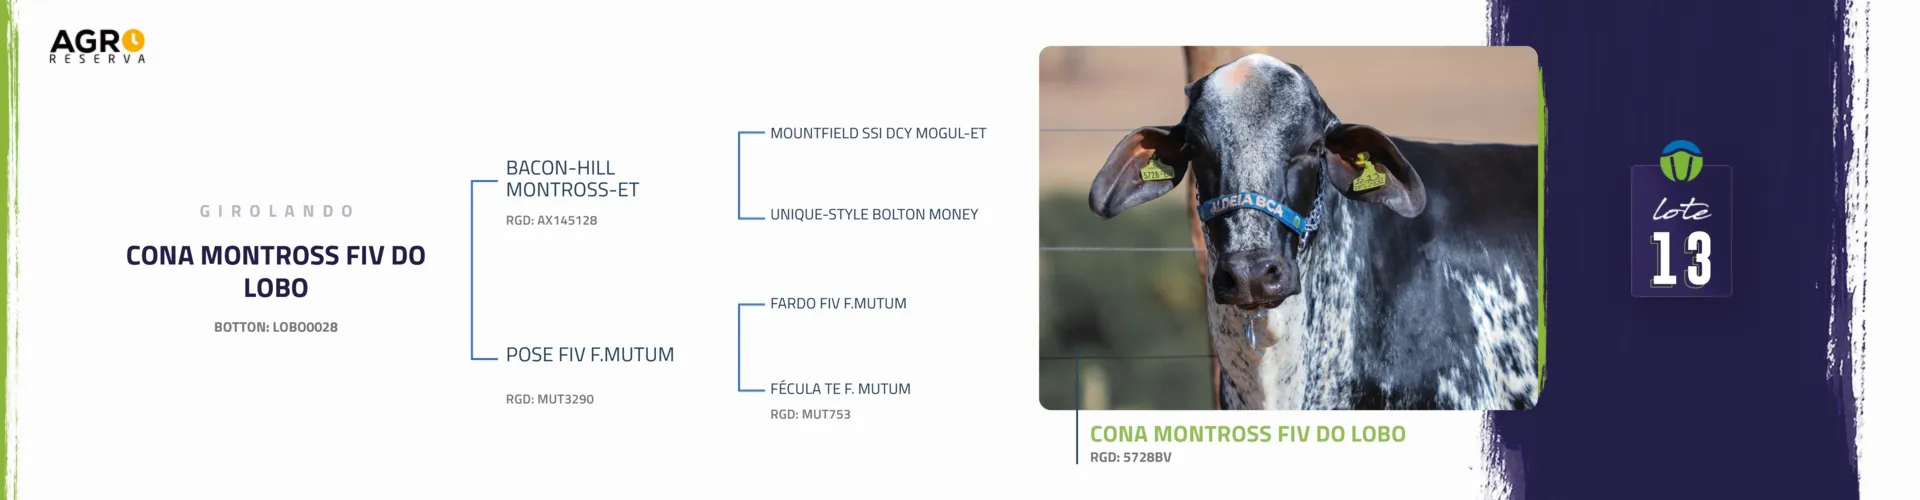 AGRO
RESERVA
GIROLANDO
CONA MONTROSS FIV DO
LOBO
BOTTON: LOBO0028
BACON-HILL
MONTROSS-ET
RGD: AX145128
POSE FIV F.MUTUM
RGD: MUT3290
MOUNTFIELD SSI DCY MOGUL-ET
UNIQUE-STYLE BOLTON MONEY
FARDO FIV F.MUTUM
FÉCULA TE F. MUTUM
RGD: MUT753
ALDEIA BCA
CONA MONTROSS FIV DO LOBO
RGD: 5728BV
lote
13